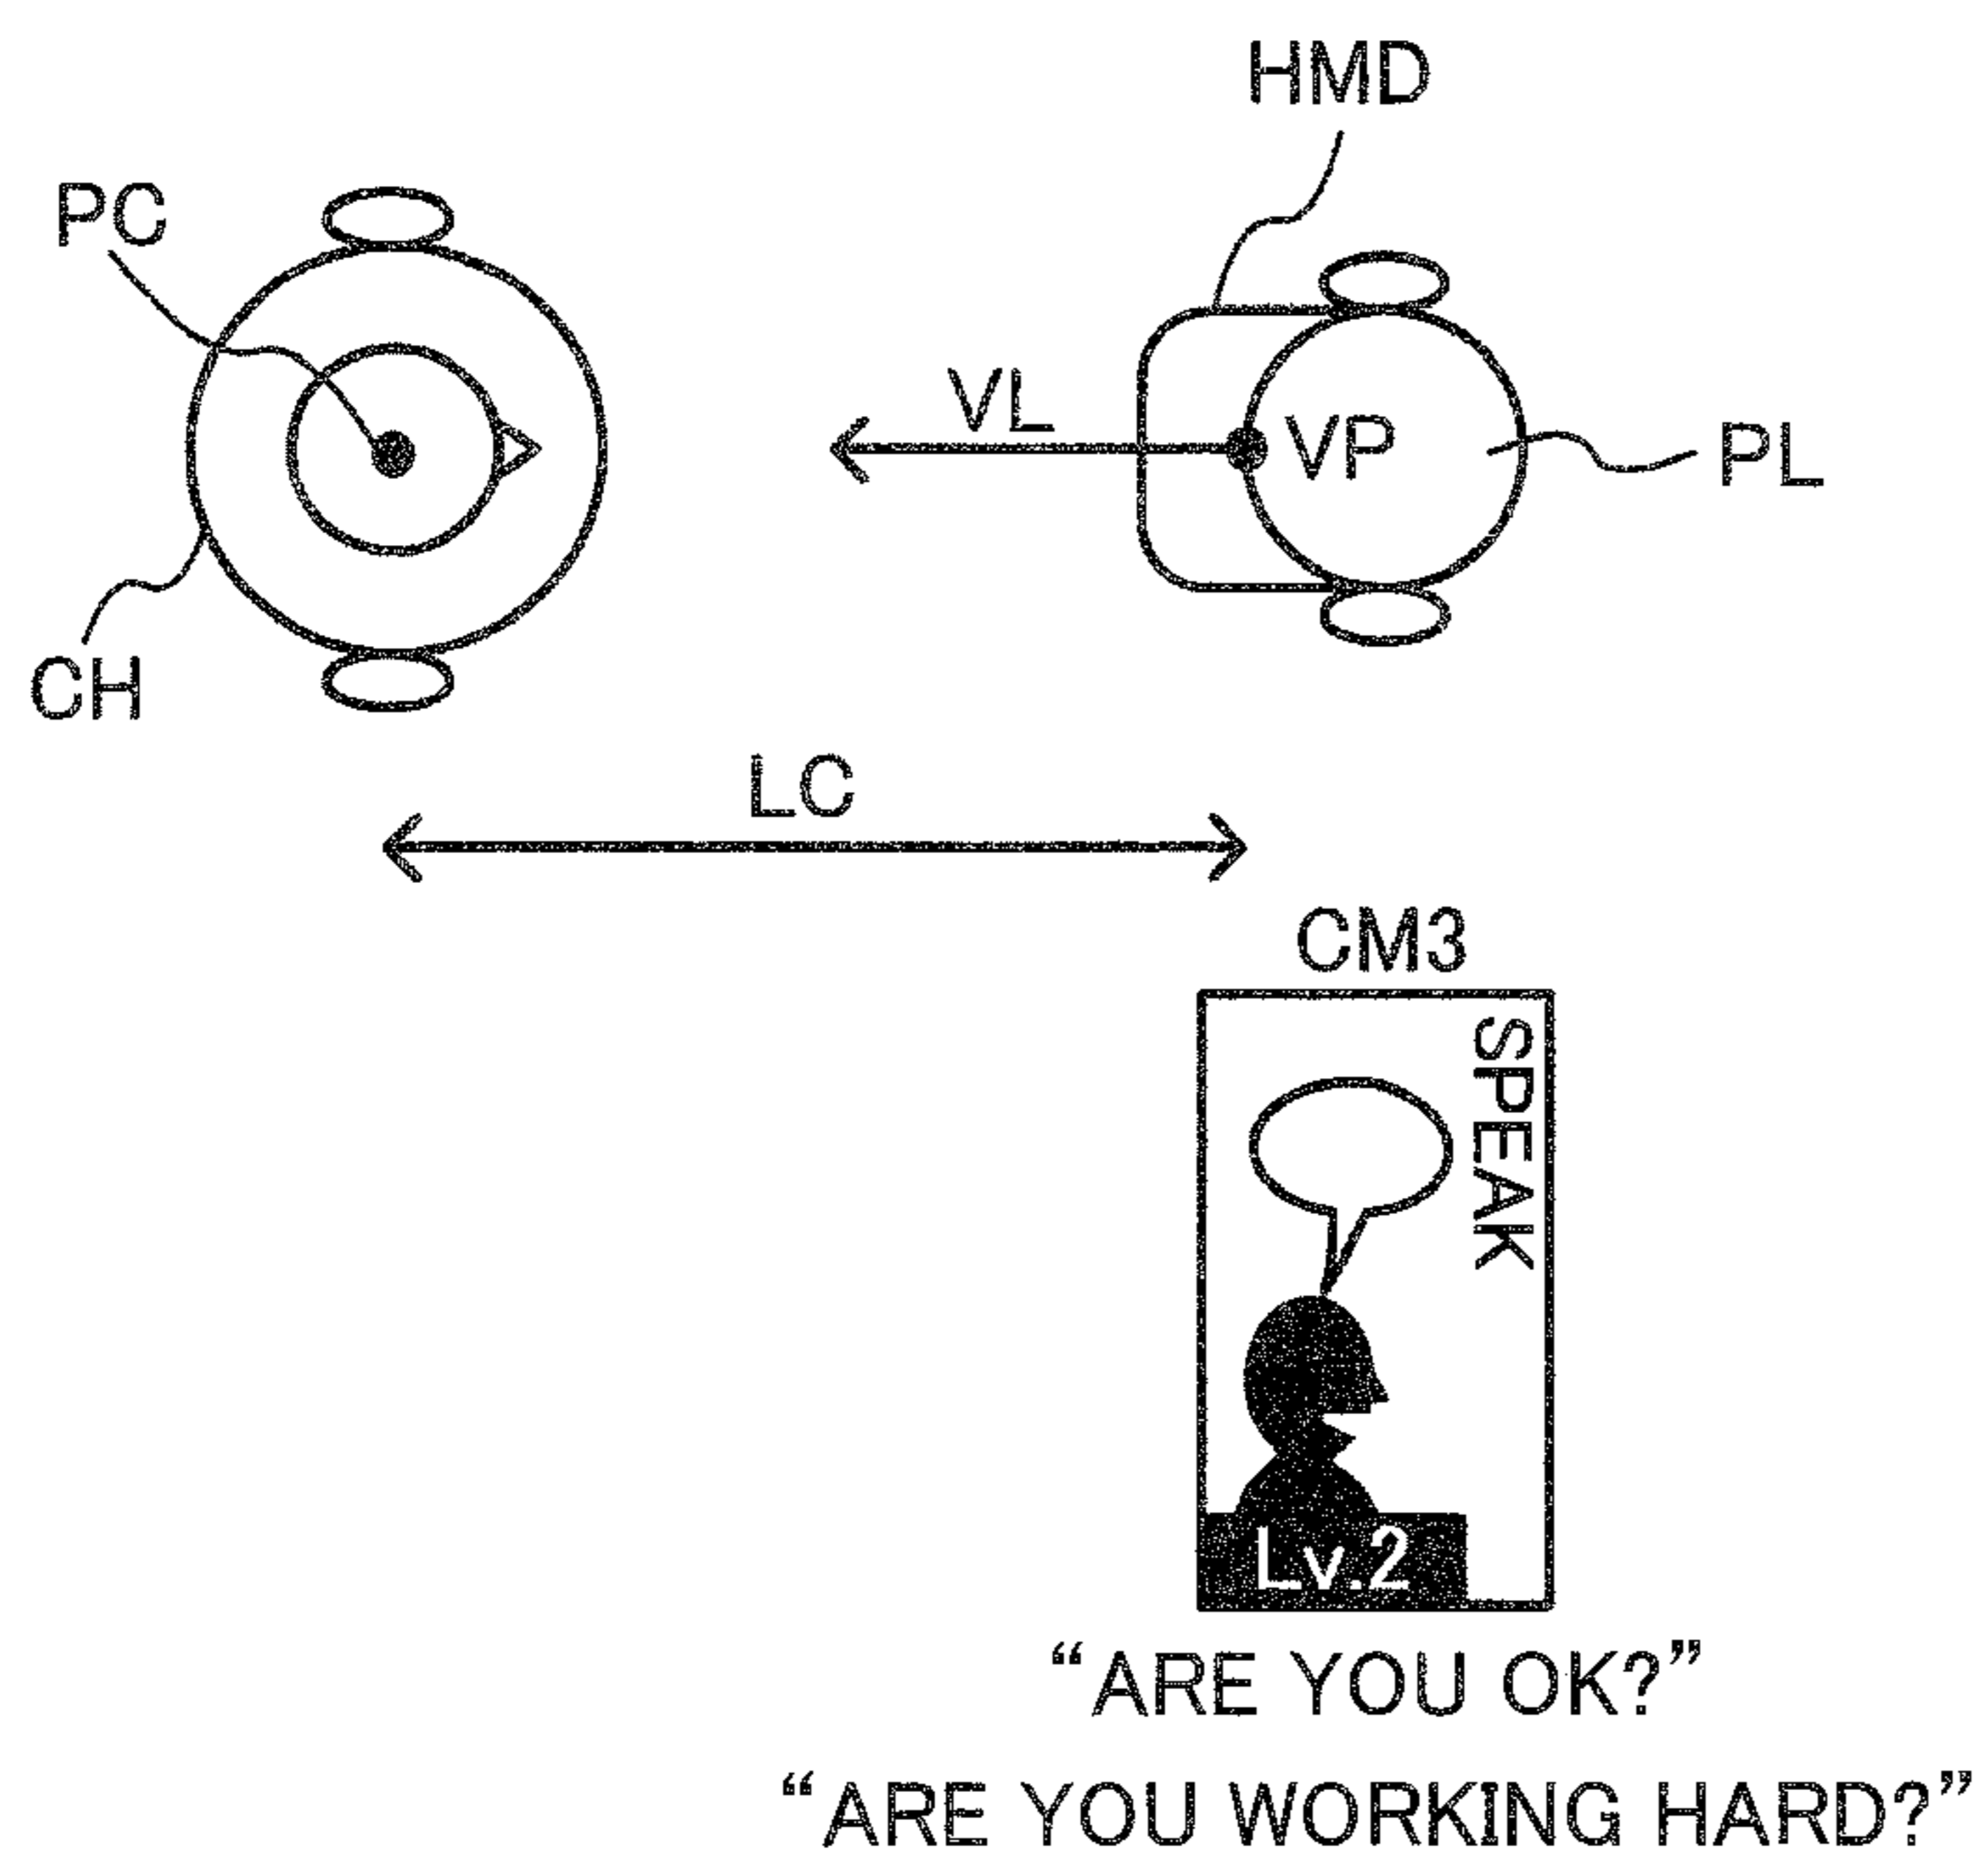 HMD
PC
VL
VP
PL
CH
LC
CM3
SPEAK
Lv.2
“ARE YOU OK?”
“ARE YOU WORKING HARD?”